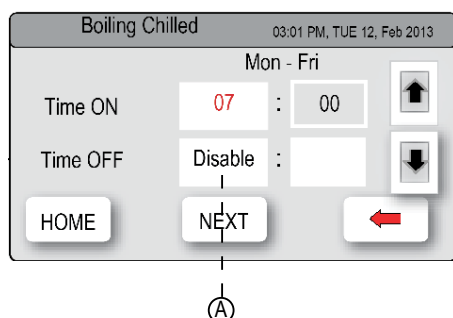 Boiling Chilled 03:01 PM, TUE 12, Feb 2013
Mon - Fri
Time ON 07 : 00
Time OFF Disable :
HOME NEXT
A